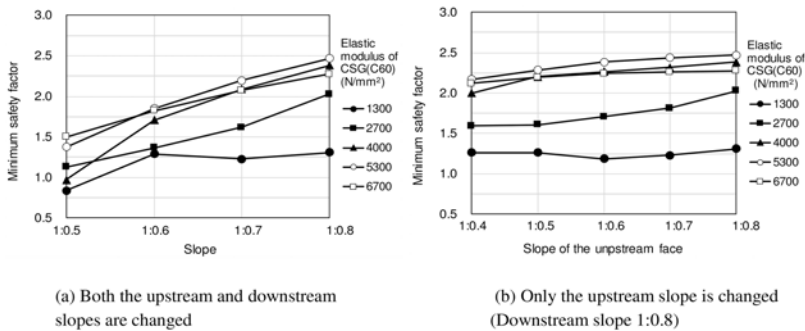 3.0
2.5
2.0
1.5
1.0
0.5
Minimum safety factor
1:0.5 1:0.6 1:0.7 1:0.8
Slope
Elastic
modulus of
CSG(C60)
(N/mm²)
1300
2700
4000
5300
6700
3.0
2.5
2.0
1.5
1.0
0.5
Minimum safety factor
1:0.4 1:0.5 1:0.6 1:0.7 1:0.8
Slope of the unpstream face
Elastic
modulus of
CSG(C60)
(N/mm²)
1300
2700
4000
5300
6700
(a) Both the upstream and downstream
slopes are changed
(b) Only the upstream slope is changed
(Downstream slope 1:0.8)